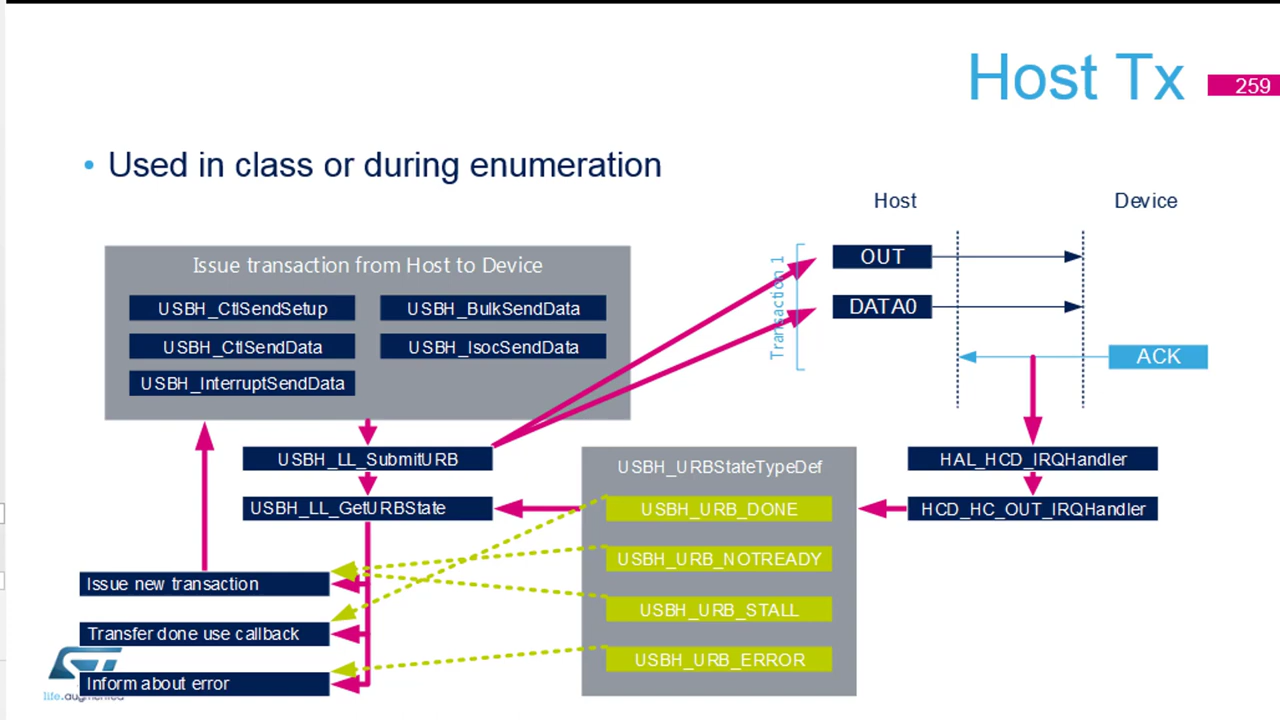 Host Tx
259
• Used in class or during enumeration
Host
Device
Issue transaction from Host to Device
USBH_CtlSendSetup
USBH_BulkSendData
USBH_CtlSendData
USBH_IsocSendData
USBH_InterruptSendData
Transaction 1
OUT
DATA0
ACK
USBH_LL_SubmitURB
USBH_LL_GetURBState
USBH_URBStateTypeDef
USBH_URB_DONE
USBH_URB_NOTREADY
USBH_URB_STALL
USBH_URB_ERROR
HAL_HCD_IRQHandler
HCD_HC_OUT_IRQHandler
Issue new transaction
Transfer done use callback
Inform about error
life.augmented